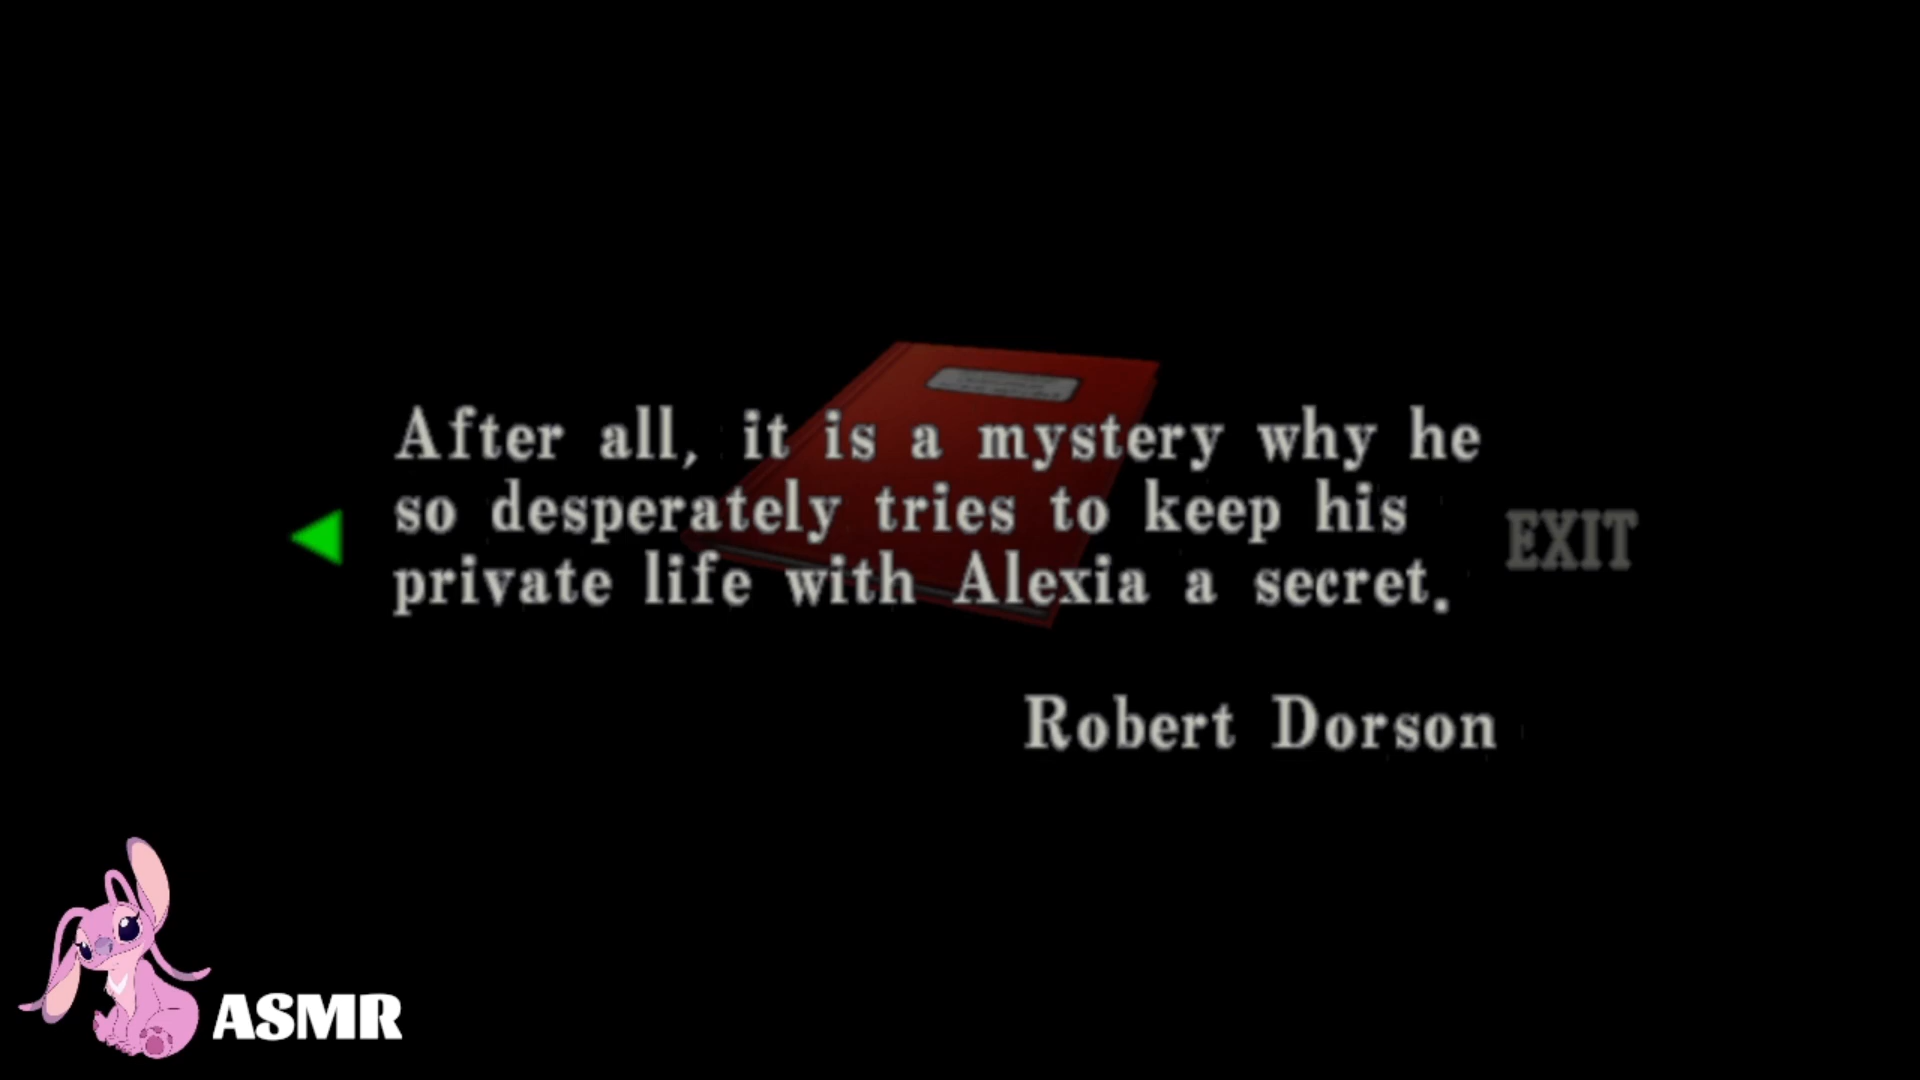 After all, it is a mystery why he
so desperately tries to keep his
private life with Alexia a secret.
EXIT
Robert Dorson
ASMR